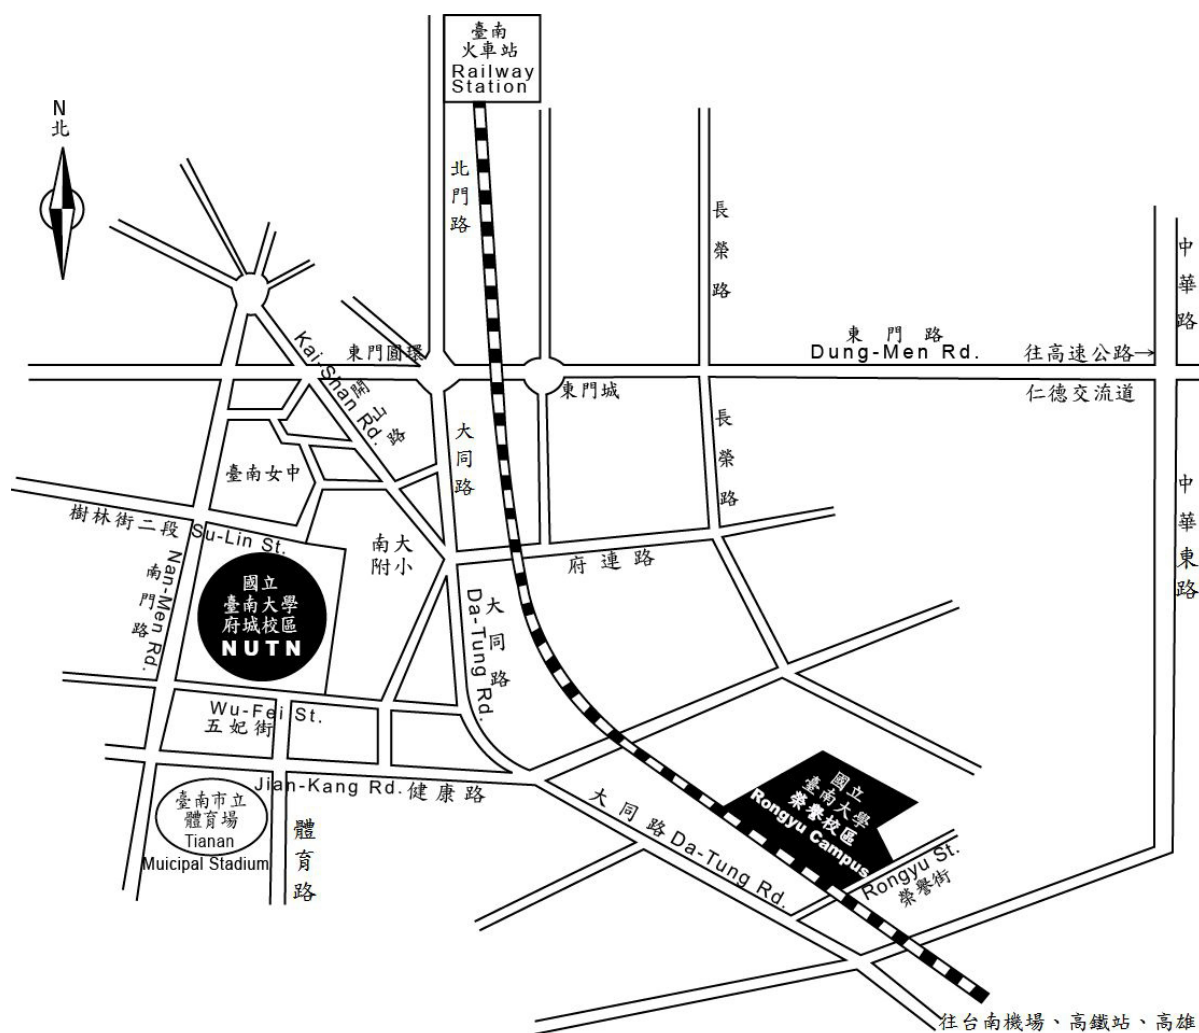 臺南
火車站
Railway
Station
N
北
北門路
長榮路
中華路
東門路
Dung-Men Rd.
往高速公路→
仁德交流道
東門圓環
東門城
Kai-Shan Rd.
開山路
大同路
長榮路
中華東路
臺南女中
樹林街二段
Su-Lin St.
南大
附小
府連路
國立
臺南大學
府城校區
NUTN
Nan-Men Rd.
南門路
大同路
Da-Tung Rd.
Wu-Fei St.
五妃街
Jian-Kang Rd. 健康路
臺南市立
體育場
Tianan
Muicipal Stadium
體育路
大同路 Da-Tung Rd.
國立
臺南大學
榮譽校區
Rongyu Campus
Rongyu St.
榮譽街
往台南機場、高鐵站、高雄